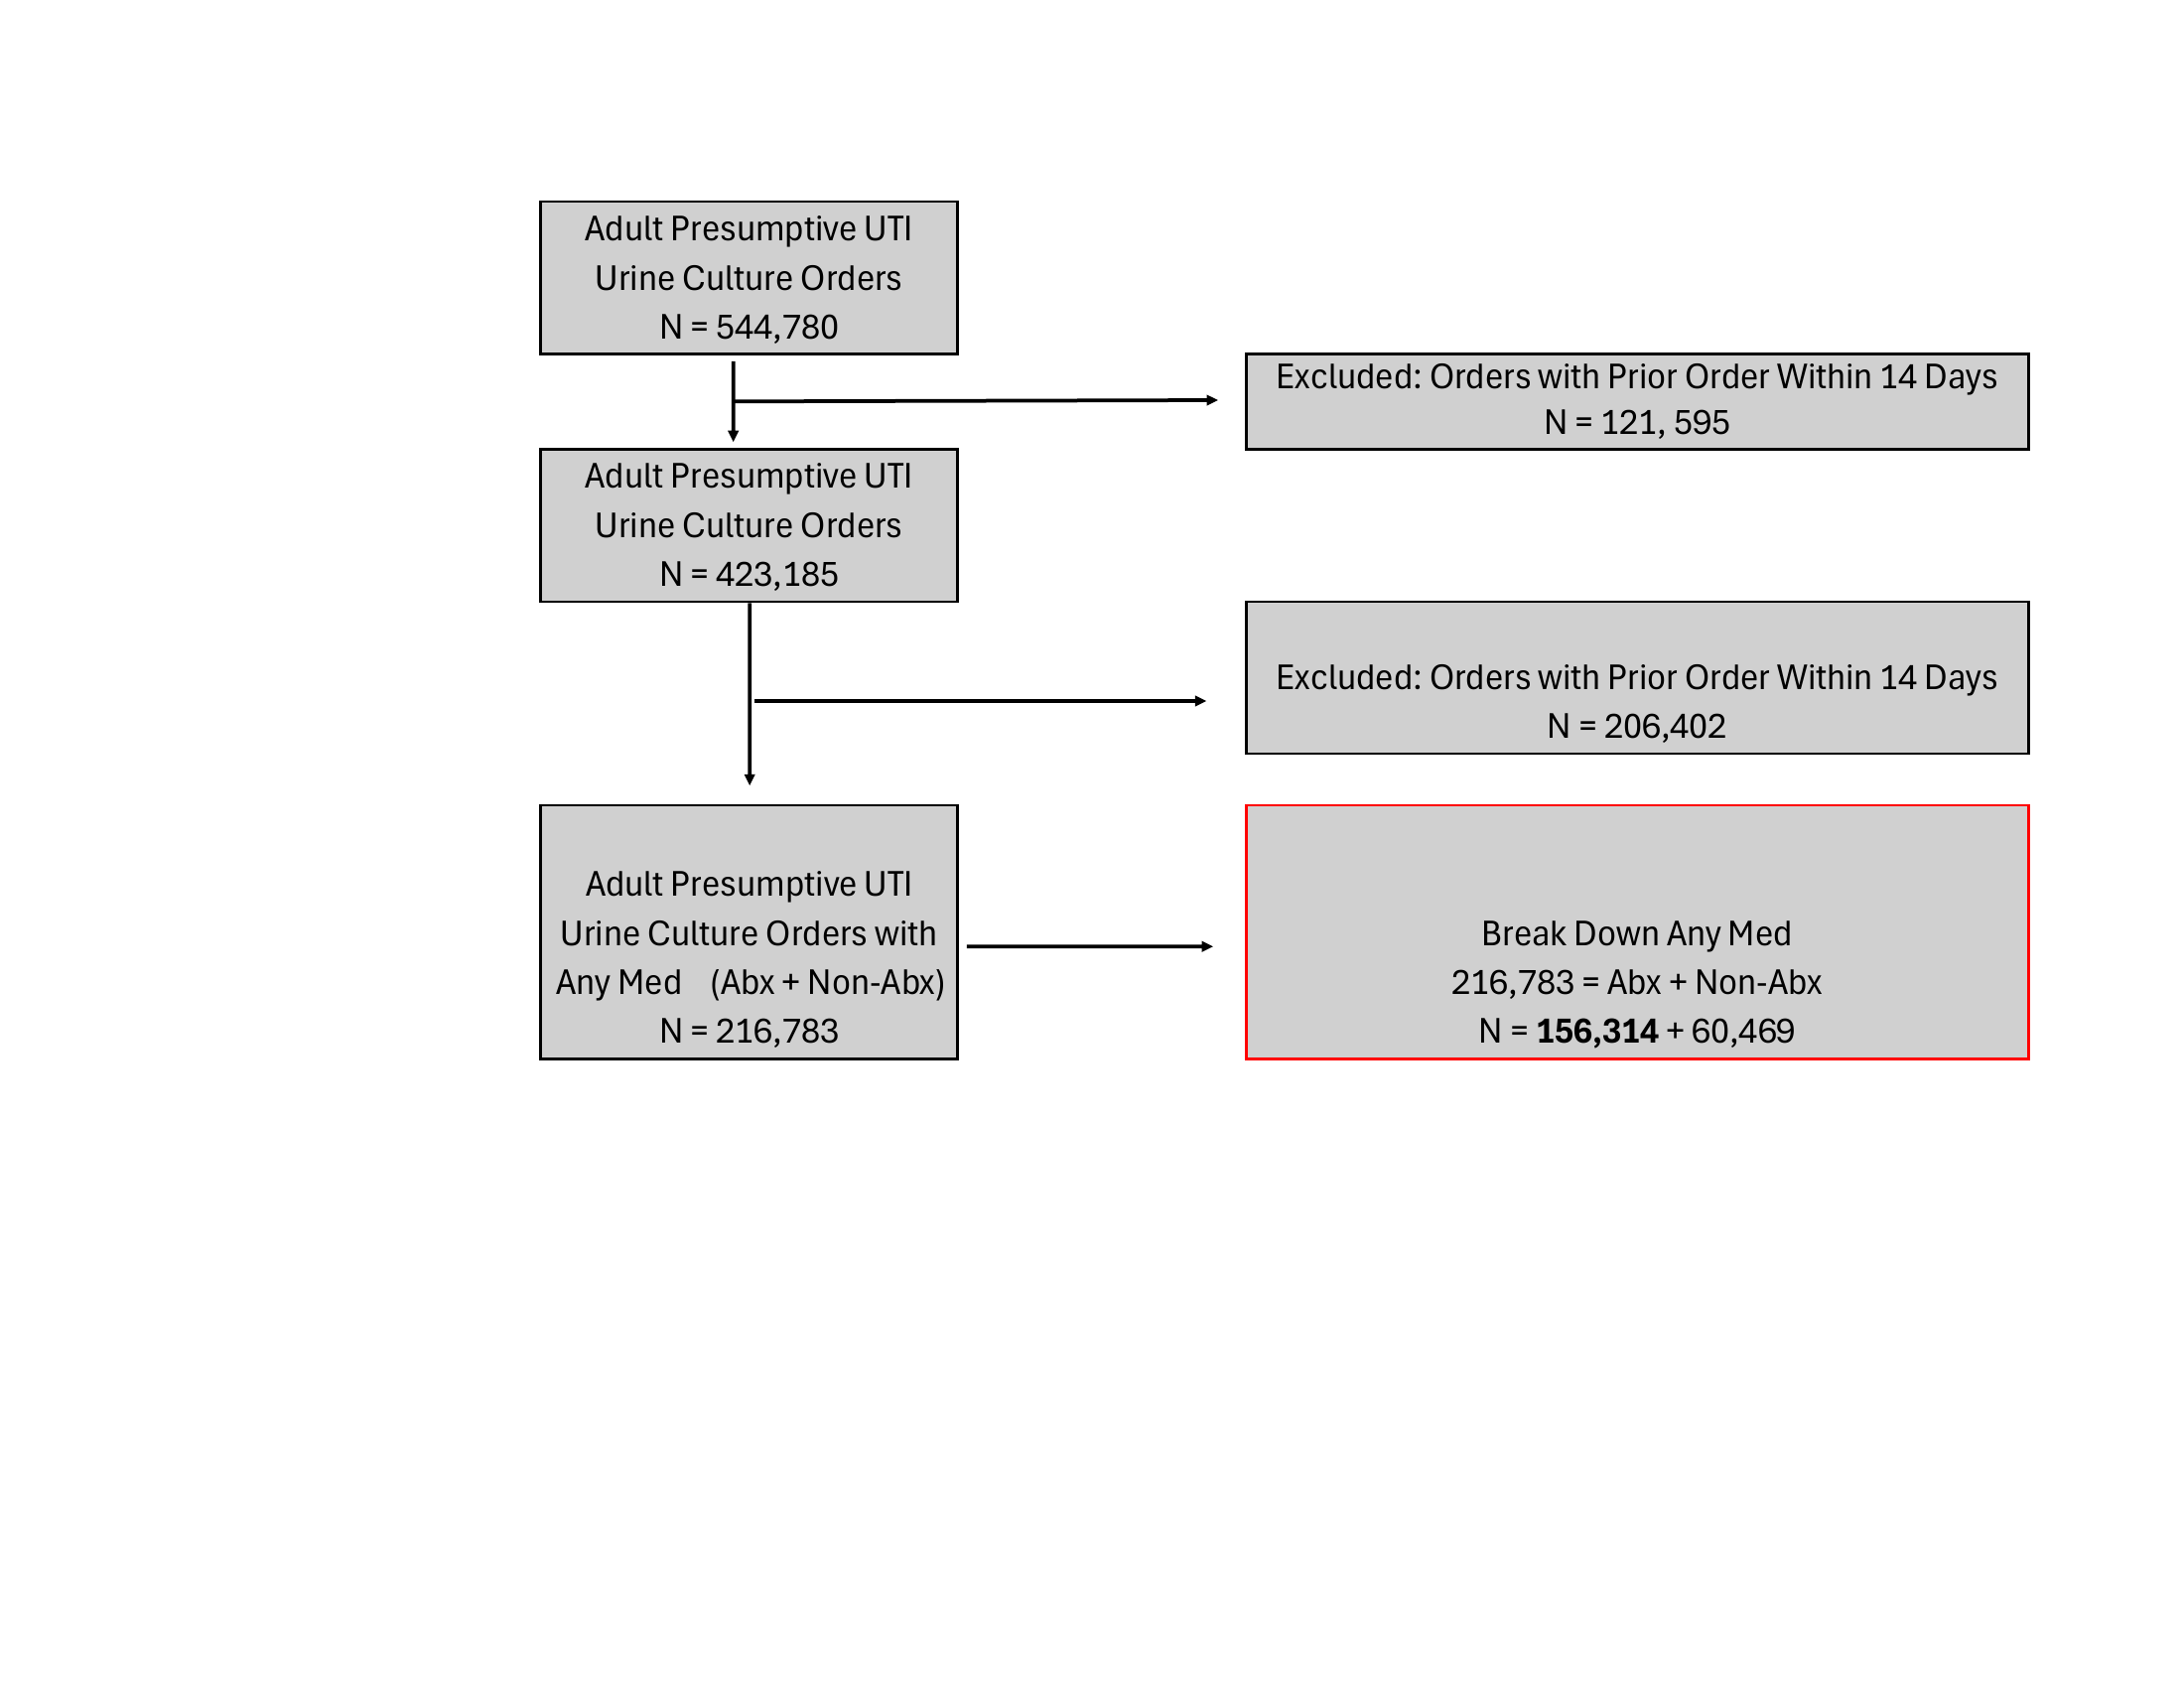 Adult Presumptive UTI
Urine Culture Orders
N = 544,780
Excluded: Orders with Prior Order Within 14 Days
N = 121, 595
Adult Presumptive UTI
Urine Culture Orders
N = 423,185
Excluded: Orders with Prior Order Within 14 Days
N = 206,402
Adult Presumptive UTI
Urine Culture Orders with
Any Med (Abx + Non-Abx)
N = 216,783
Break Down Any Med
216,783 = Abx + Non-Abx
N = 156,314 + 60,469